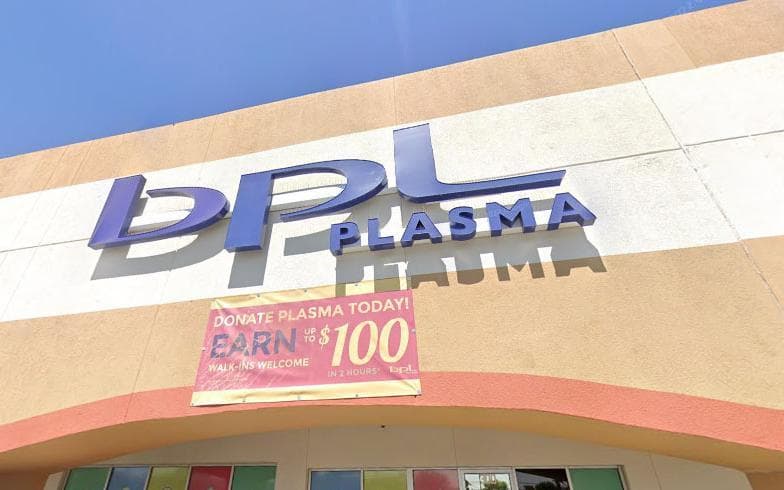 bpl
PLASMA
DONATE PLASMA TODAY!
EARN UP TO $100
WALK-INS WELCOME
IN 2 HOURS* bpl